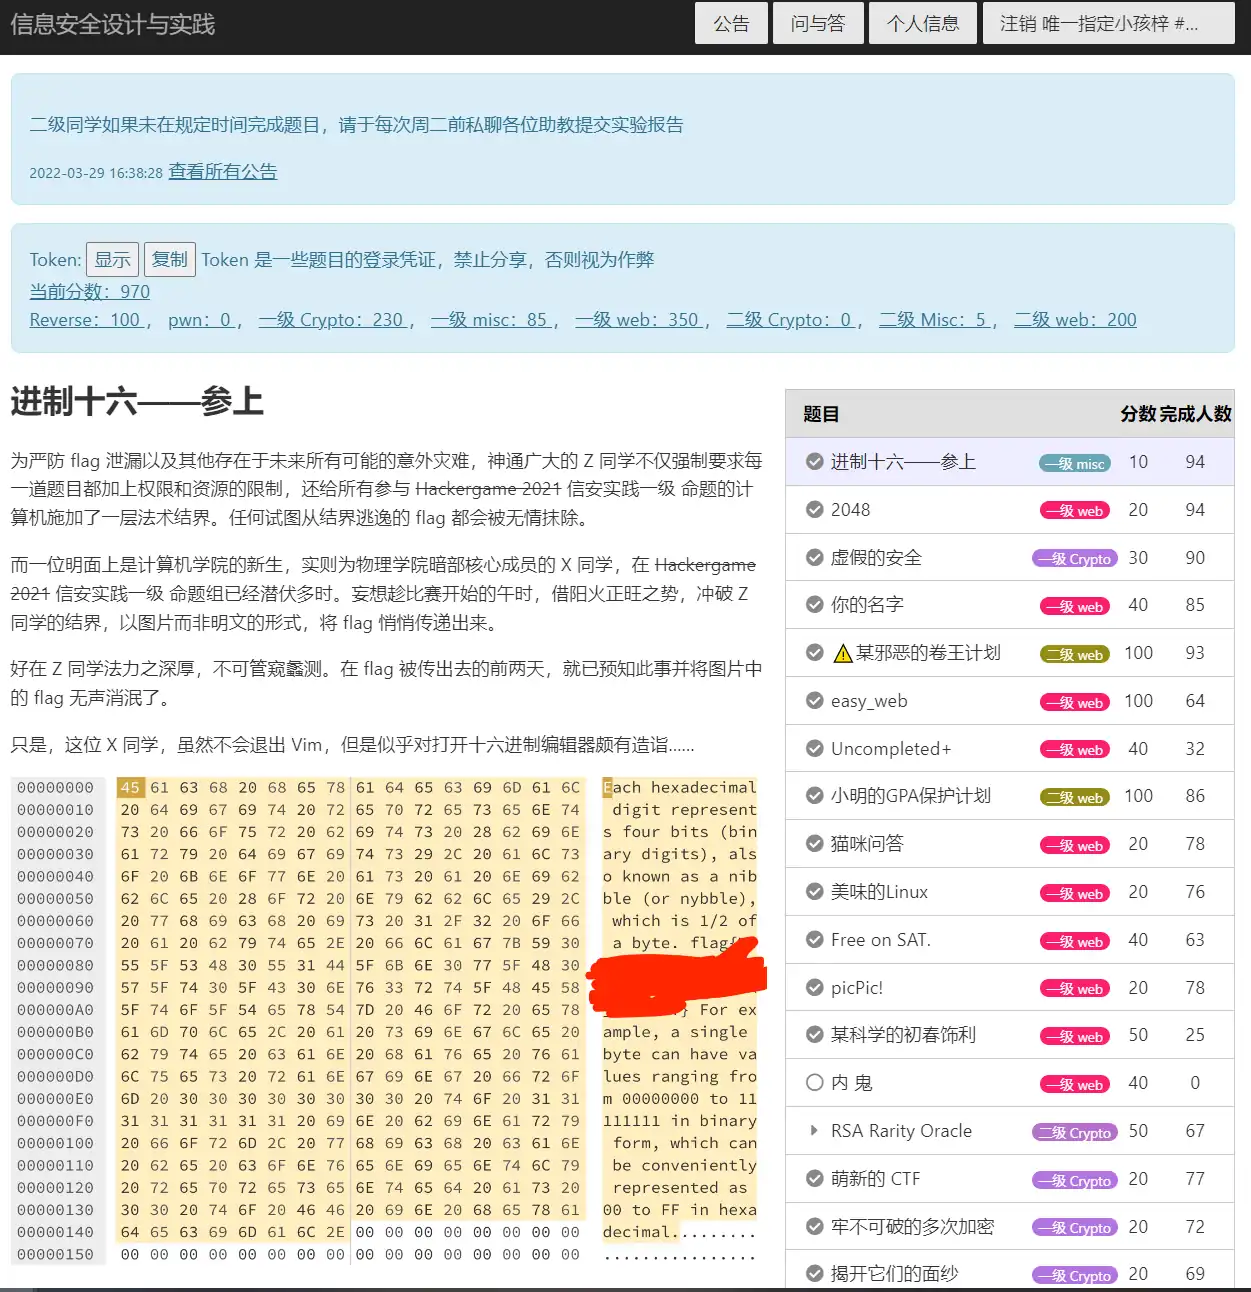 信息安全设计与实践
公告 问与答 个人信息 注销 唯一指定小孩梓 #...
二级同学如果未在规定时间完成题目，请于每次周二前私聊各位助教提交实验报告
2022-03-29 16:38:28 查看所有公告
Token: 显示 复制 Token 是一些题目的登录凭证，禁止分享，否则视为作弊
当前分数：970
Reverse：100 ， pwn：0 ， 一级 Crypto：230 ， 一级 misc：85 ， 一级 web：350 ， 二级 Crypto：0 ， 二级 Misc：5 ， 二级 web：200
进制十六——参上
为严防 flag 泄漏以及其他存在于未来所有可能的意外灾难，神通广大的 Z 同学不仅强制要求每
一道题目都加上权限和资源的限制，还给所有参与 Hackergame 2021 信安实践一级 命题的计
算机施加了一层法术结界。任何试图从结界逃逸的 flag 都会被无情抹除。
而一位明面上是计算机学院的新生，实则为物理学院暗部核心成员的 X 同学，在 Hackergame
2021 信安实践一级 命题组已经潜伏多时。妄想趁比赛开始的午时，借阳火正旺之势，冲破 Z
同学的结界，以图片而非明文的形式，将 flag 悄悄传递出来。
好在 Z 同学法力之深厚，不可管窥蠡测。在 flag 被传出去的前两天，就已预知此事并将图片中
的 flag 无声消泯了。
只是，这位 X 同学，虽然不会退出 Vim，但是似乎对打开十六进制编辑器颇有造诣......
00000000 45 61 63 68 20 68 65 78 61 64 65 63 69 6D 61 6C Each hexadecimal
00000010 20 64 69 67 69 74 20 72 65 70 72 65 73 65 6E 74 digit represent
00000020 73 20 66 6F 75 72 20 62 69 74 73 20 28 62 69 6E s four bits (bin
00000030 61 72 79 20 64 69 67 69 74 73 29 2C 20 61 6C 73 ary digits), als
00000040 6F 20 6B 6E 6F 77 6E 20 61 73 20 61 20 6E 69 62 o known as a nib
00000050 62 6C 65 20 28 6F 72 20 6E 79 62 62 6C 65 29 2C ble (or nybble),
00000060 20 77 68 69 63 68 20 69 73 20 31 2F 32 20 6F 66 which is 1/2 of
00000070 20 61 20 62 79 74 65 2E 20 66 6C 61 67 7B 59 30 a byte. flag{
00000080 55 5F 53 48 30 55 31 44 5F 6B 6E 30 77 5F 48 30
00000090 57 5F 74 30 5F 43 30 6E 76 33 72 74 5F 48 45 58
000000A0 5F 74 6F 5F 54 65 78 54 7D 20 46 6F 72 20 65 78 } For ex
000000B0 61 6D 70 6C 65 2C 20 61 20 73 69 6E 67 6C 65 20 ample, a single
000000C0 62 79 74 65 20 63 61 6E 20 68 61 76 65 20 76 61 byte can have va
000000D0 6C 75 65 73 20 72 61 6E 67 69 6E 67 20 66 72 6F lues ranging fro
000000E0 6D 20 30 30 30 30 30 30 30 30 20 74 6F 20 31 31 m 00000000 to 11
000000F0 31 31 31 31 31 31 20 69 6E 20 62 69 6E 61 72 79 111111 in binary
00000100 20 66 6F 72 6D 2C 20 77 68 69 63 68 20 63 61 6E form, which can
00000110 20 62 65 20 63 6F 6E 76 65 6E 69 65 6E 74 6C 79 be conveniently
00000120 20 72 65 70 72 65 73 65 6E 74 65 64 20 61 73 20 represented as
00000130 30 30 20 74 6F 20 46 46 20 69 6E 20 68 65 78 61 00 to FF in hexa
00000140 64 65 63 69 6D 61 6C 2E 00 00 00 00 00 00 00 00 decimal.........
00000150 00 00 00 00 00 00 00 00 00 00 00 00 00 00 00 00 ................
题目 分数 完成人数
进制十六——参上 一级 misc 10 94
2048 一级 web 20 94
虚假的安全 一级 Crypto 30 90
你的名字 一级 web 40 85
某邪恶的卷王计划 二级 web 100 93
easy_web 一级 web 100 64
Uncompleted+ 一级 web 40 32
小明的GPA保护计划 二级 web 100 86
猫咪问答 一级 web 20 78
美味的Linux 一级 web 20 76
Free on SAT. 一级 web 40 63
picPic! 一级 web 20 78
某科学的初春饰利 一级 web 50 25
内 鬼 一级 web 40 0
RSA Rarity Oracle 二级 Crypto 50 67
萌新的 CTF 一级 Crypto 20 77
牢不可破的多次加密 一级 Crypto 20 72
揭开它们的面纱 一级 Crypto 20 69